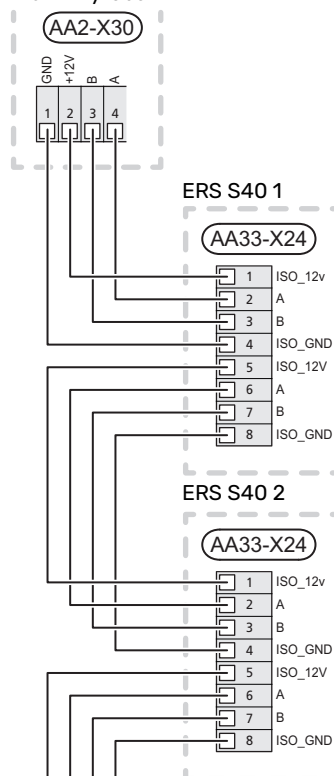 AA2-X30
GND
+12V
B
A
1 2 3 4
ERS S40 1
AA33-X24
1 ISO_12v
2 A
3 B
4 ISO_GND
5 ISO_12V
6 A
7 B
8 ISO_GND
ERS S40 2
AA33-X24
1 ISO_12v
2 A
3 B
4 ISO_GND
5 ISO_12V
6 A
7 B
8 ISO_GND